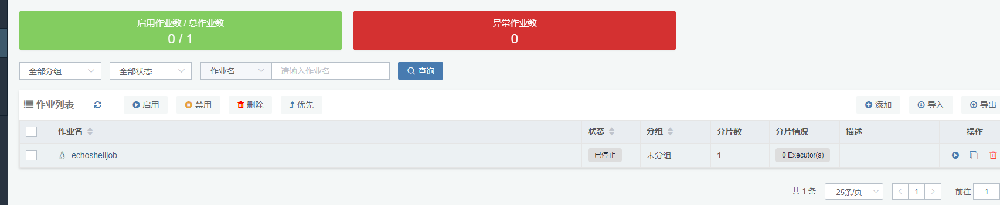 启用作业数 / 总作业数
0 / 1
异常作业数
0
全部分组
全部状态
作业名
请输入作业名
查询
作业列表
启用
禁用
删除
优先
添加
导入
导出
作业名 状态 分组 分片数 分片情况 描述 操作
echoshelljob 已停止 未分组 1 0 Executor(s)
共 1 条 25条/页 1 前往 1